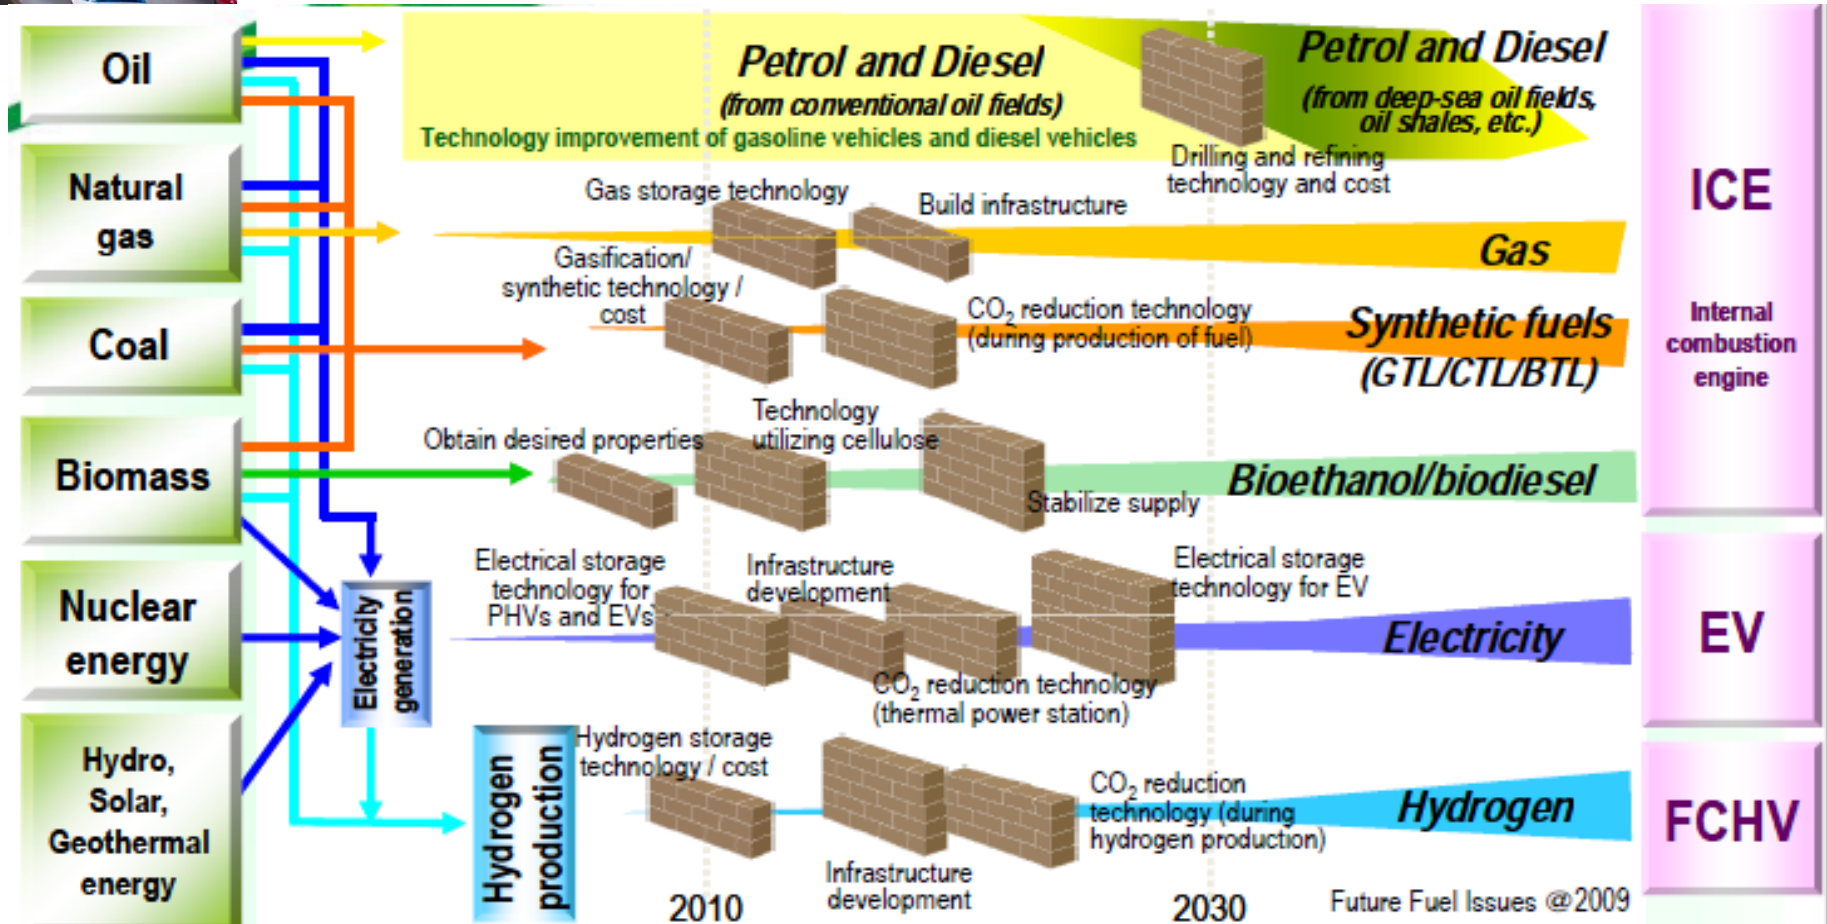 Oil
Natural
gas
Coal
Biomass
Nuclear
energy
Hydro,
Solar,
Geothermal
energy
Electricity
generation
Hydrogen
production
Petrol and Diesel
(from conventional oil fields)
Technology improvement of gasoline vehicles and diesel vehicles
Petrol and Diesel
(from deep-sea oil fields,
oil shales, etc.)
Drilling and refining
technology and cost
Gas storage technology
Build infrastructure
Gas
Gasification/
synthetic technology /
cost
CO₂ reduction technology
(during production of fuel)
Synthetic fuels
(GTL/CTL/BTL)
Obtain desired properties
Technology
utilizing cellulose
Stabilize supply
Bioethanol/biodiesel
Electrical storage
technology for
PHVs and EVs
Infrastructure
development
CO₂ reduction technology
(thermal power station)
Electrical storage
technology for EV
Electricity
Hydrogen storage
technology / cost
Infrastructure
development
CO₂ reduction
technology (during
hydrogen production)
Hydrogen
2010
2030
Future Fuel Issues @2009
ICE
Internal
combustion
engine
EV
FCHV